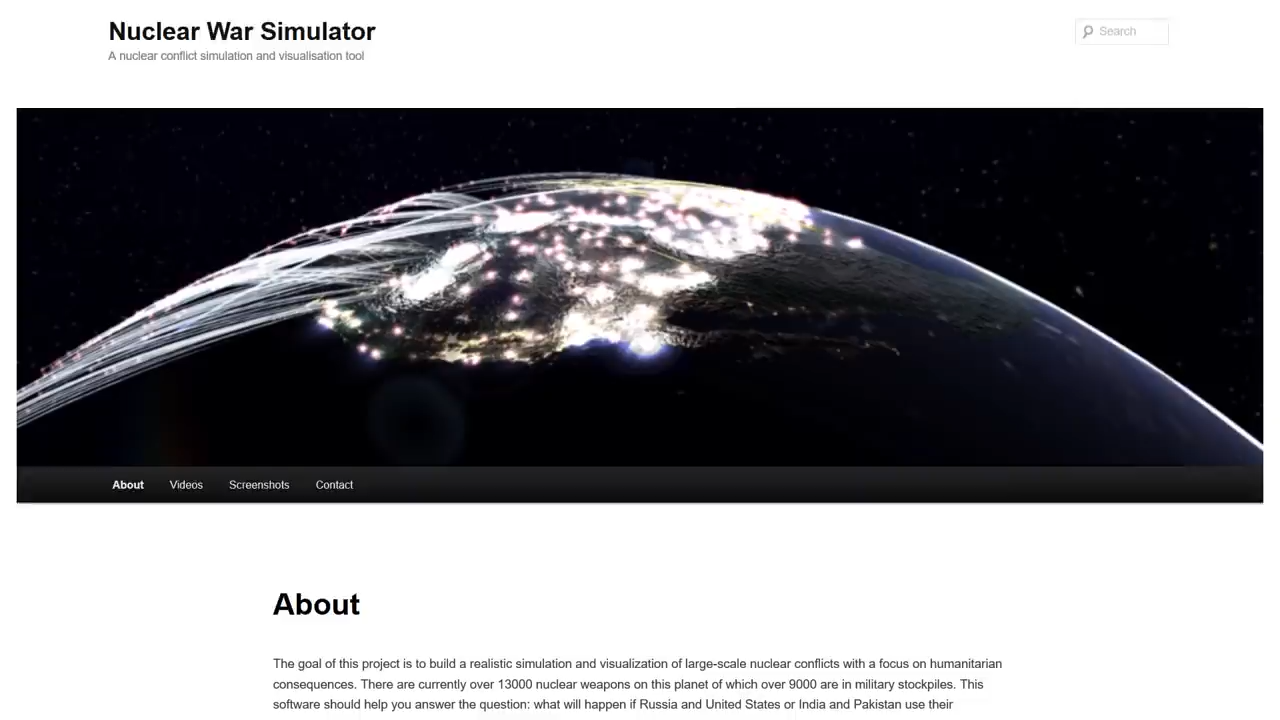 Nuclear War Simulator
A nuclear conflict simulation and visualisation tool
Search
About
Videos
Screenshots
Contact
About
The goal of this project is to build a realistic simulation and visualization of large-scale nuclear conflicts with a focus on humanitarian
consequences. There are currently over 13000 nuclear weapons on this planet of which over 9000 are in military stockpiles. This
software should help you answer the question: what will happen if Russia and United States or India and Pakistan use their